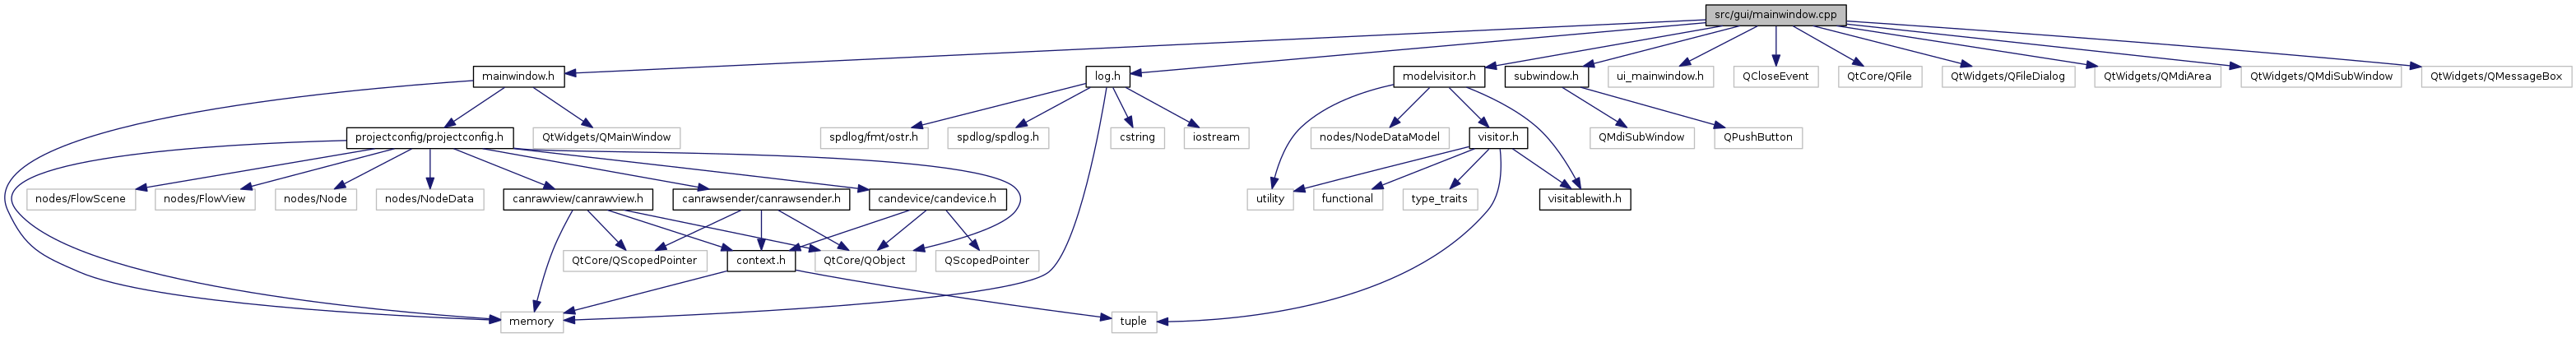 src/gui/mainwindow.cpp
mainwindow.h
log.h
modelvisitor.h
subwindow.h
ui_mainwindow.h
QCloseEvent
QtCore/QFile
QtWidgets/QFileDialog
QtWidgets/QMdiArea
QtWidgets/QMdiSubWindow
QtWidgets/QMessageBox
projectconfig/projectconfig.h
QtWidgets/QMainWindow
spdlog/fmt/ostr.h
spdlog/spdlog.h
cstring
iostream
nodes/NodeDataModel
visitor.h
QMdiSubWindow
QPushButton
nodes/FlowScene
nodes/FlowView
nodes/Node
nodes/NodeData
canrawview/canrawview.h
canrawsender/canrawsender.h
candevice/candevice.h
utility
functional
type_traits
visitablewith.h
QtCore/QScopedPointer
context.h
QtCore/QObject
QScopedPointer
memory
tuple